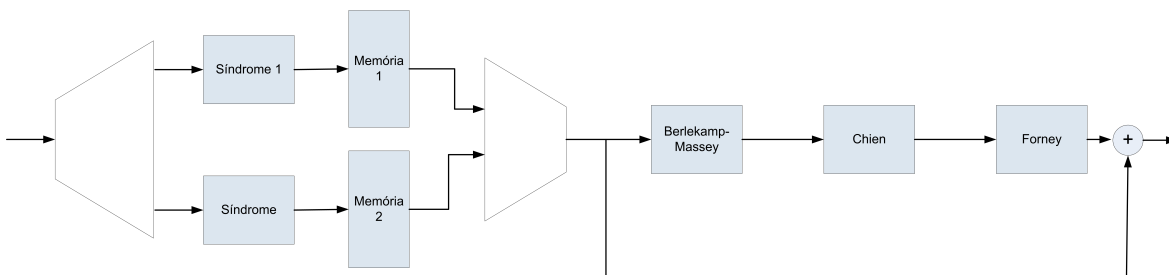 Síndrome 1
Memória
1
Síndrome
Memória
2
Berlekamp-
Massey
Chien
Forney
+